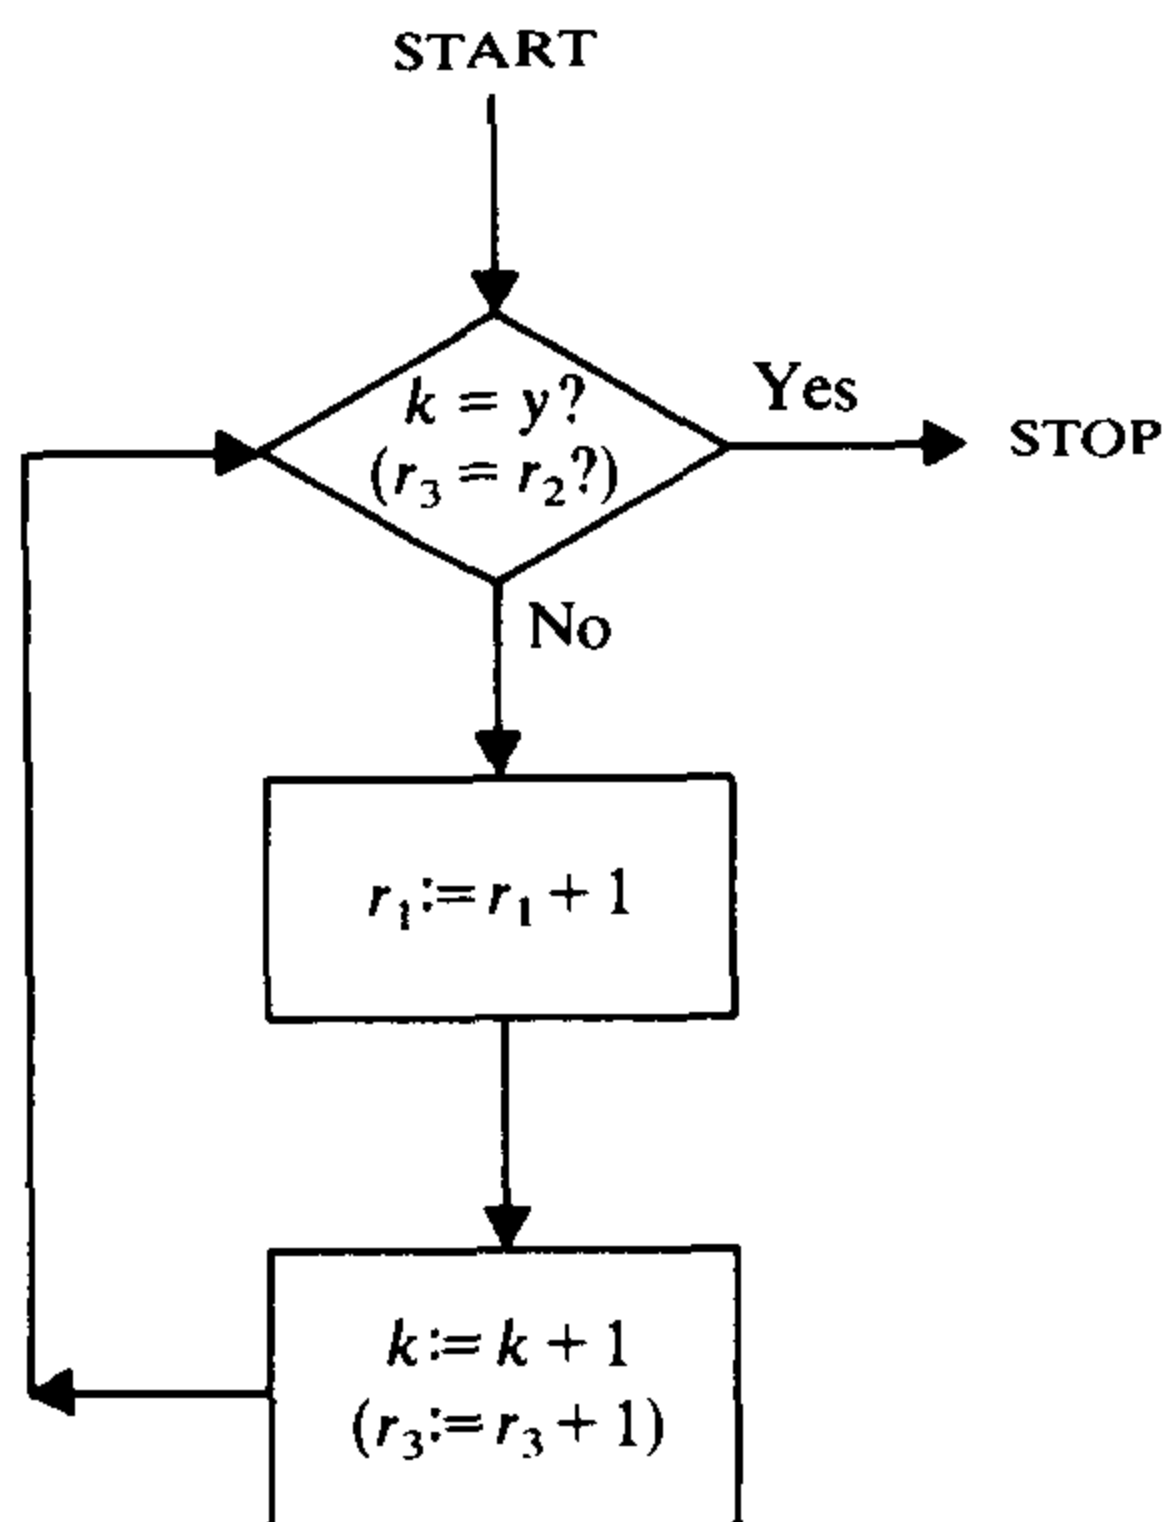 START
k = y?
(r₃ = r₂?)
Yes
STOP
No
r₁:= r₁ + 1
k:= k + 1
(r₃:= r₃ + 1)